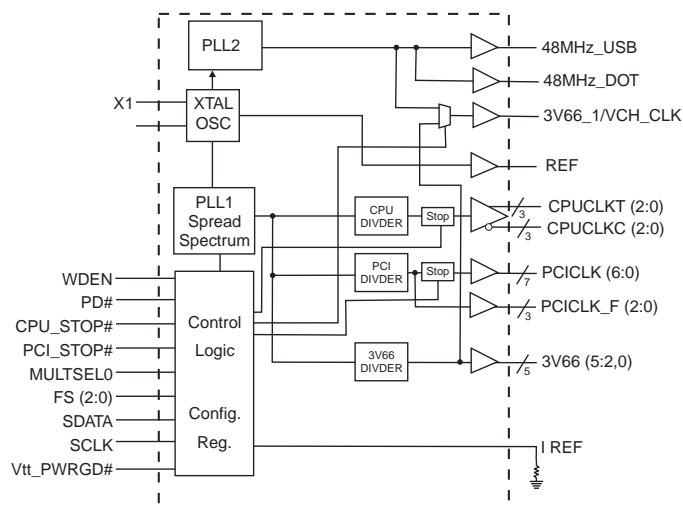 PLL2
48MHz_USB
48MHz_DOT
X1
XTAL
OSC
3V66_1/VCH_CLK
REF
PLL1
Spread
Spectrum
CPU
DIVDER
Stop
3
CPUCLKT (2:0)
3
CPUCLKC (2:0)
WDEN
PD#
CPU_STOP#
PCI_STOP#
MULTSEL0
FS (2:0)
SDATA
SCLK
Vtt_PWRGD#
Control
Logic
Config.
Reg.
PCI
DIVDER
Stop
7
PCICLK (6:0)
3
PCICLK_F (2:0)
3V66
DIVDER
5
3V66 (5:2,0)
I REF